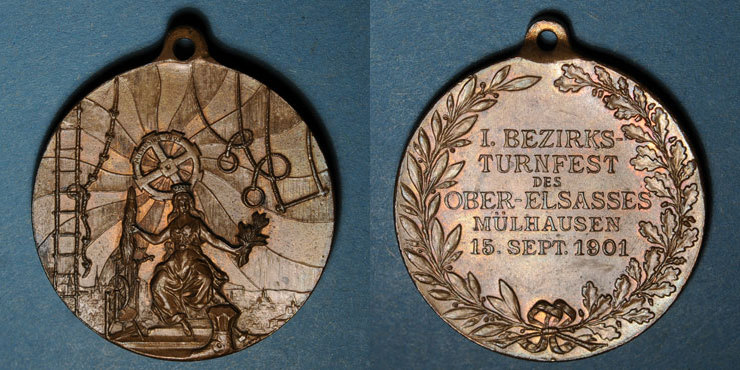 I. BEZIRKS-
TURNFEST
DES
OBER-ELSASSES
MÜLHAUSEN
15. SEPT. 1901